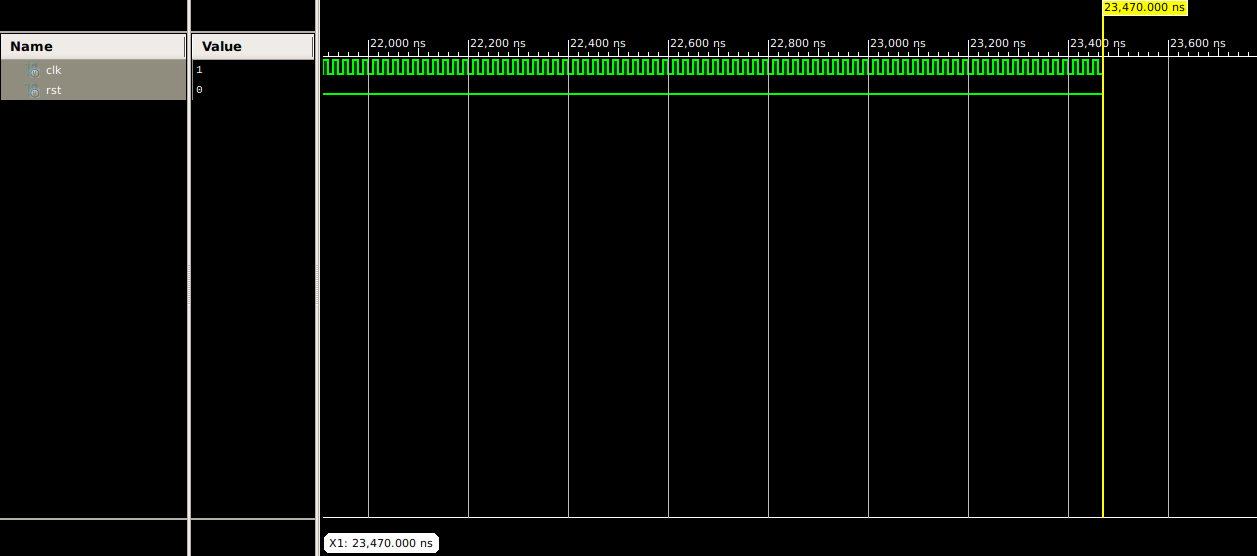 23,470.000 ns
Name Value
22,000 ns 22,200 ns 22,400 ns 22,600 ns 22,800 ns 23,000 ns 23,200 ns 23,400 ns 23,600 ns
clk 1
rst 0
X1: 23,470.000 ns